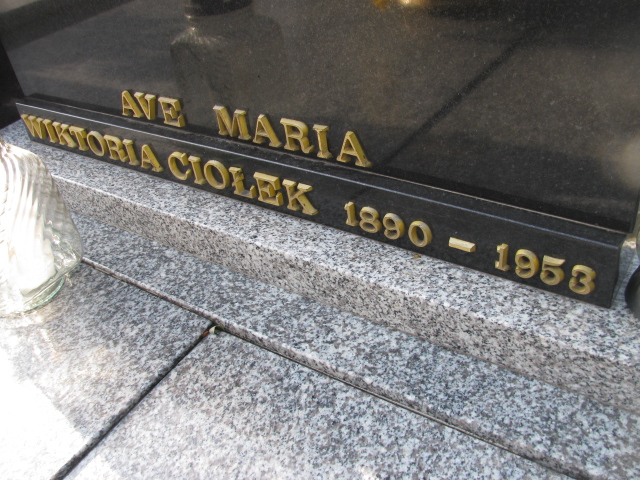 AVE MARIA
WIKTORIA CIOŁEK 1890 - 1953